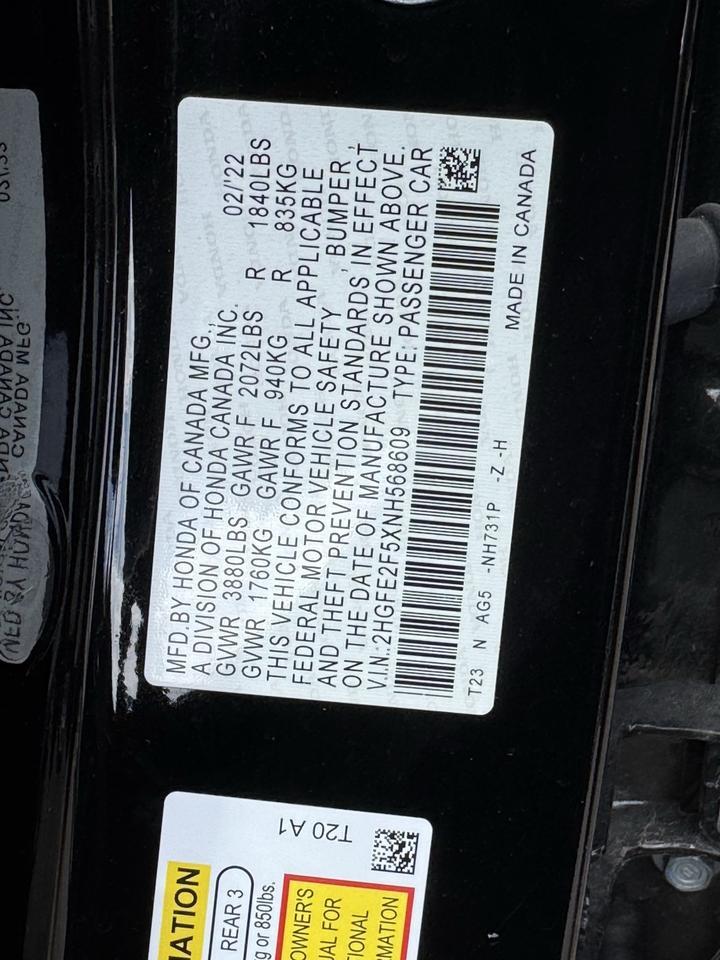 MFD.BY HONDA OF CANADA MFG.,
A DIVISION OF HONDA CANADA INC. 02/'22
GVWR 3880LBS GAWR F 2072LBS R 1840LBS
GVWR 1760KG GAWR F 940KG R 835KG
THIS VEHICLE CONFORMS TO ALL APPLICABLE
FEDERAL MOTOR VEHICLE SAFETY, BUMPER,
AND THEFT PREVENTION STANDARDS, IN EFFECT
ON THE DATE OF MANUFACTURE SHOWN ABOVE.
V.I.N.:2HGFE2F5XNH568609 TYPE: PASSENGER CAR
T23 N AG5 -NH731P -Z -H MADE IN CANADA
T20 A1
MATION
REAR 3
g or 850lbs.
OWNER'S
UAL FOR
TIONAL
RMATION